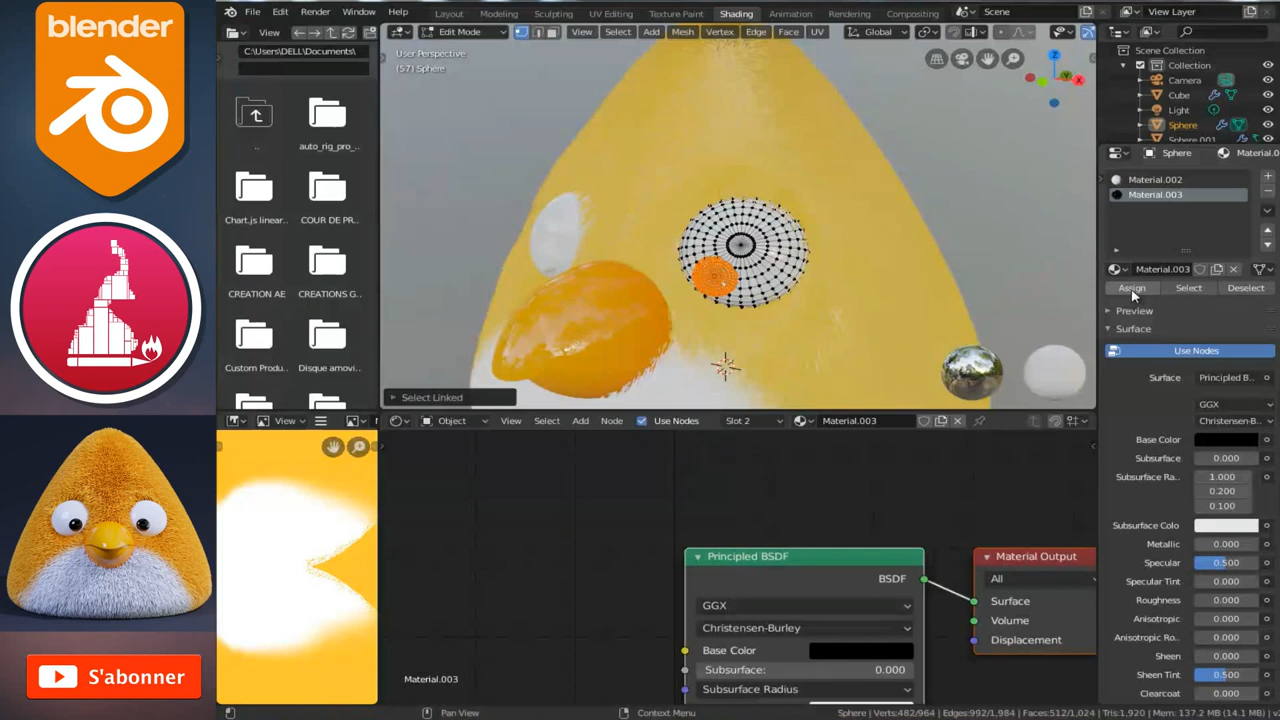 blender
S'abonner
File Edit Render Window Help
Layout Modeling Sculpting UV Editing Texture Paint Shading Animation Rendering Compositing
Scene
View Layer
View
Edit Mode
View Select Add Mesh Vertex Edge Face UV
Global
C:\Users\DELL\Documents\
..
auto_rig_pro_..
Chart.js linear..
COUR DE PR...
CREATION AE
CREATIONS G...
Custom Produ..
Disque amovi...
User Perspective
(57) Sphere
Select Linked
Scene Collection
Collection
Camera
Cube
Light
Sphere
Sphere.001
Sphere
Material.0
Material.002
Material.003
Material.003
Assign
Select
Deselect
Preview
Surface
Use Nodes
Surface
Principled B...
GGX
Christensen-B...
Base Color
Subsurface
0.000
Subsurface Ra..
1.000
0.200
0.100
Subsurface Colo
Metallic
0.000
Specular
0.500
Specular Tint
0.000
Roughness
0.000
Anisotropic
0.000
Anisotropic Ro..
0.000
Sheen
0.000
Sheen Tint
0.500
Clearcoat
0.000
View
Object
View Select Add Node
Use Nodes
Slot 2
Material.003
Principled BSDF
BSDF
GGX
Christensen-Burley
Base Color
Subsurface: 0.000
Subsurface Radius
Material Output
All
Surface
Volume
Displacement
Material.003
Pan View
Context Menu
Sphere | Verts:482/964 | Edges:992/1,984 | Faces:512/1,024 | Tris:1,920 | Mem: 137.2 MB (14.1 MB) | v